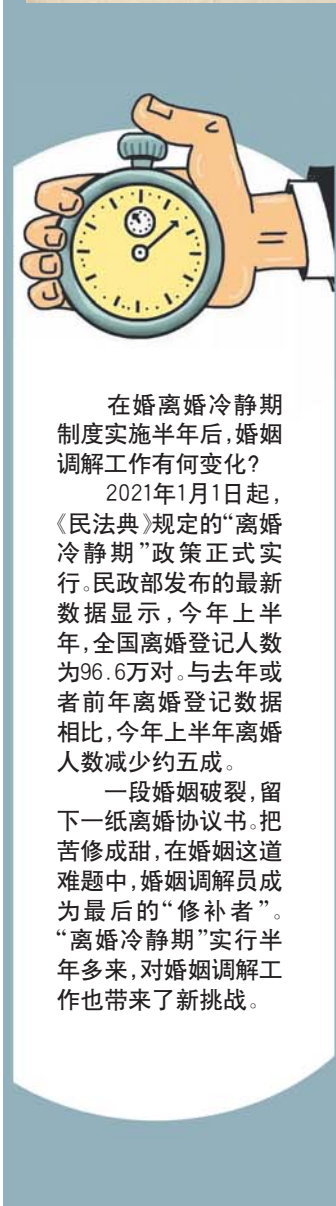 在婚离婚冷静期
制度实施半年后，婚姻
调解工作有何变化？
2021年1月1日起，
《民法典》规定的“离婚
冷静期”政策正式实
行。民政部发布的最新
数据显示，今年上半
年，全国离婚登记人数
为96.6万对。与去年或
者前年离婚登记数据
相比，今年上半年离婚
人数减少约五成。
一段婚姻破裂，留
下一纸离婚协议书。把
苦修成甜，在婚姻这道
难题中，婚姻调解员成
为最后的“修补者”。
“离婚冷静期”实行半
年多来，对婚姻调解工
作也带来了新挑战。